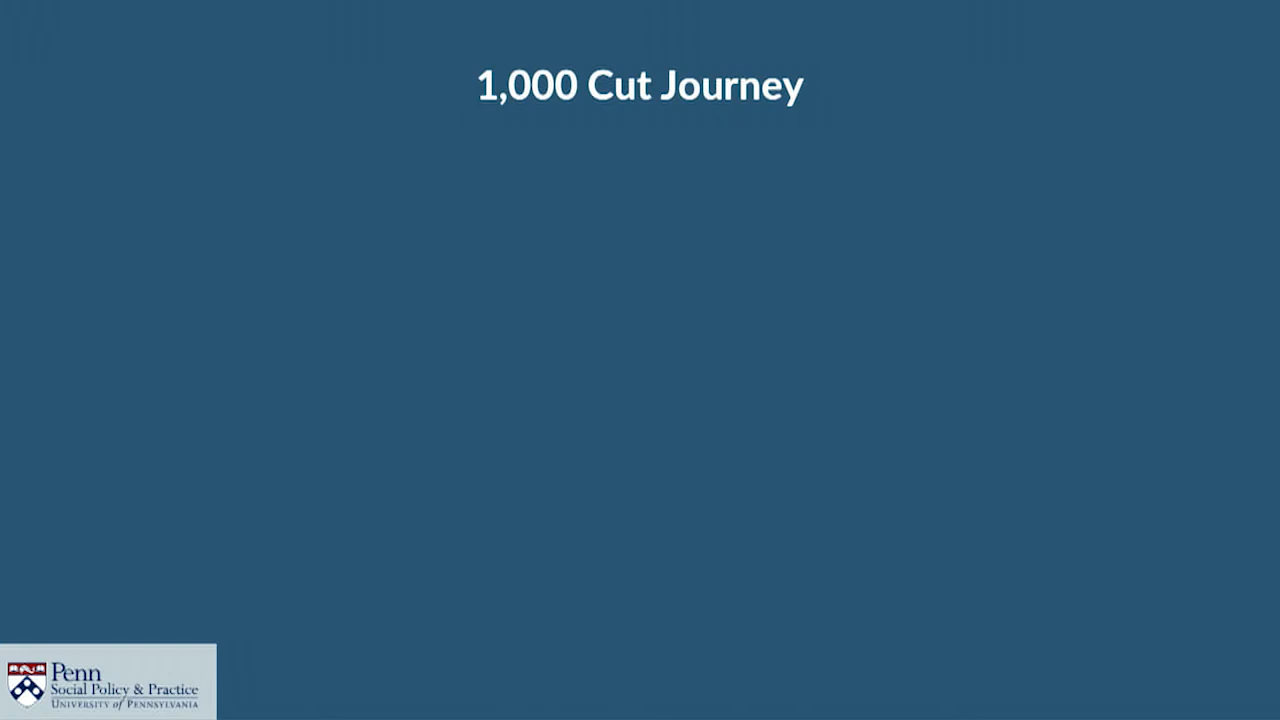 1,000 Cut Journey
Penn
Social Policy & Practice
UNIVERSITY of PENNSYLVANIA